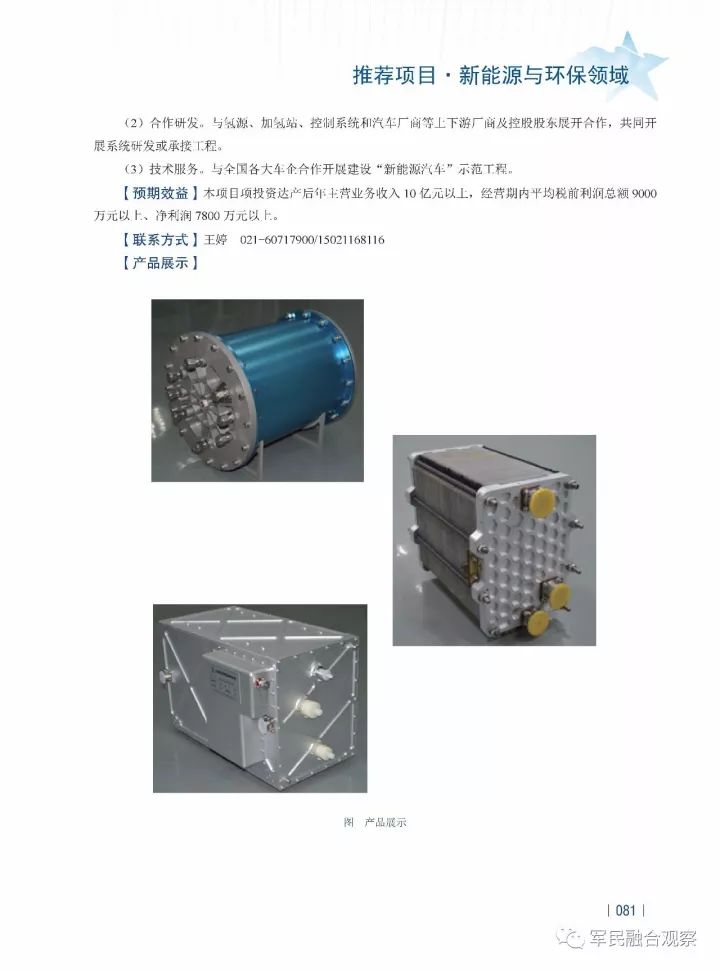 推荐项目·新能源与环保领域
（2）合作研发。与氢源、加氢站、控制系统和汽车厂商等上下游厂商及控股股东展开合作，共同开
展系统研发或承接工程。
（3）技术服务。与全国各大车企合作开展建设“新能源汽车”示范工程。
【预期效益】本项目项投资达产后年主营业务收入 10 亿元以上，经营期内平均税前利润总额 9000
万元以上、净利润 7800 万元以上。
【联系方式】王婷 021-60717900/15021168116
【产品展示】
图 产品展示
081
军民融合观察